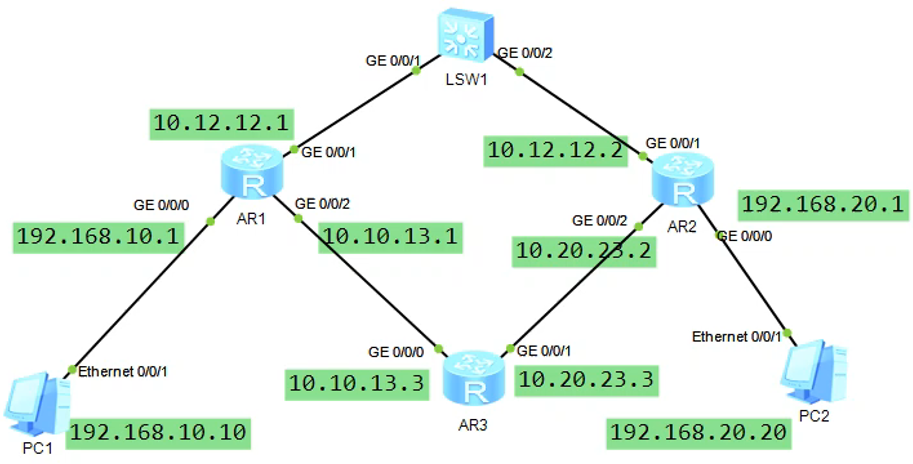 GE 0/0/1
GE 0/0/2
LSW1
10.12.12.1
GE 0/0/1
10.12.12.2
GE 0/0/1
R
AR1
R
AR2
GE 0/0/0
GE 0/0/2
192.168.10.1
10.10.13.1
GE 0/0/2
10.20.23.2
192.168.20.1
GE 0/0/0
Ethernet 0/0/1
GE 0/0/0
GE 0/0/1
Ethernet 0/0/1
10.10.13.3
R
10.20.23.3
AR3
PC1
192.168.10.10
192.168.20.20
PC2